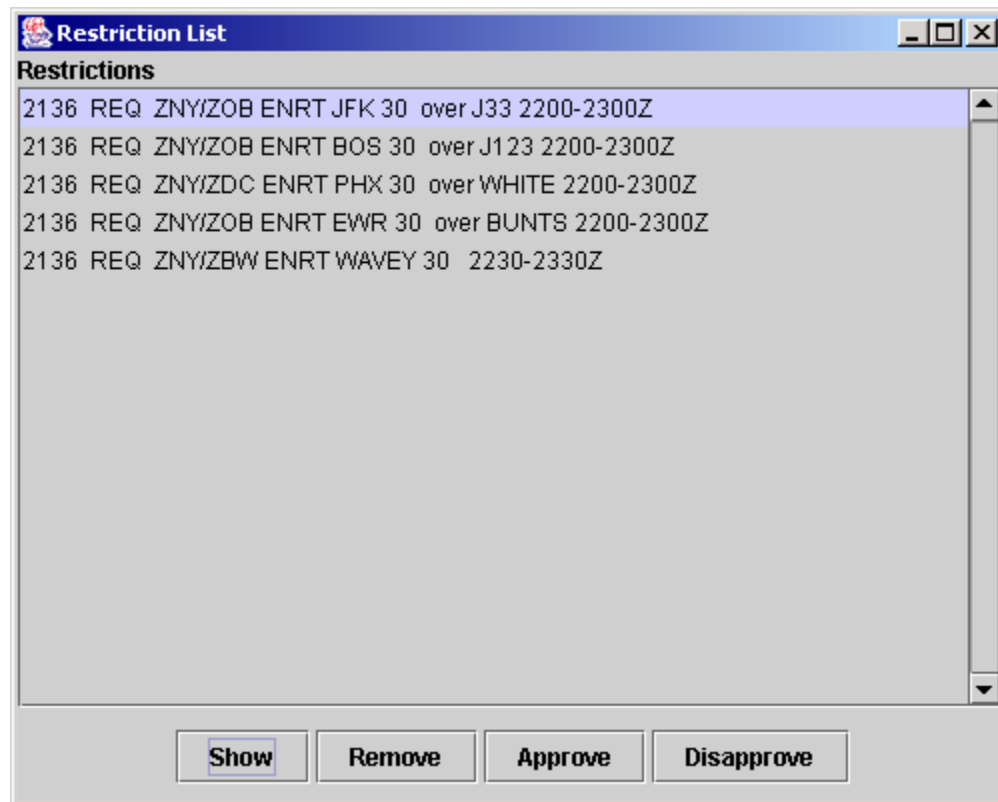 Restriction List
Restrictions
2136 REQ ZNY/ZOB ENRT JFK 30 over J33 2200-2300Z
2136 REQ ZNY/ZOB ENRT BOS 30 over J123 2200-2300Z
2136 REQ ZNY/ZDC ENRT PHX 30 over WHITE 2200-2300Z
2136 REQ ZNY/ZOB ENRT EWR 30 over BUNTS 2200-2300Z
2136 REQ ZNY/ZBW ENRT WAVEY 30 2230-2330Z
Show Remove Approve Disapprove